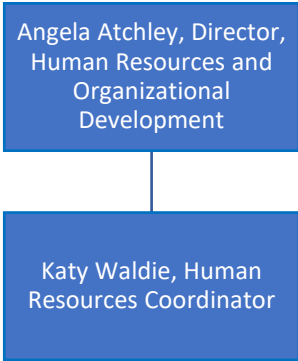 Angela Atchley, Director,
Human Resources and
Organizational
Development
Katy Waldie, Human
Resources Coordinator